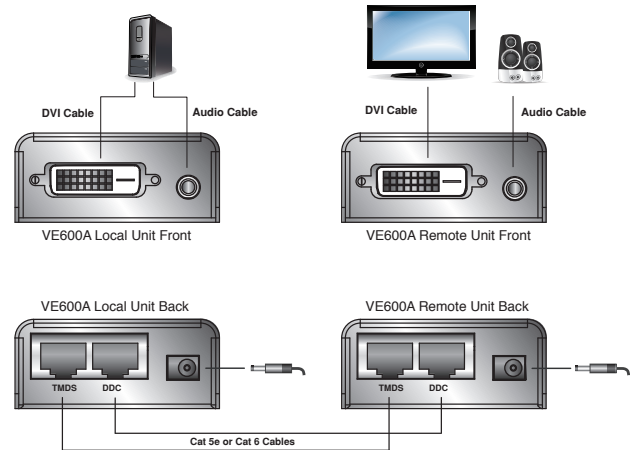 DVI Cable
Audio Cable
DVI Cable
Audio Cable
VE600A Local Unit Front
VE600A Remote Unit Front
VE600A Local Unit Back
VE600A Remote Unit Back
TMDS DDC
TMDS DDC
Cat 5e or Cat 6 Cables